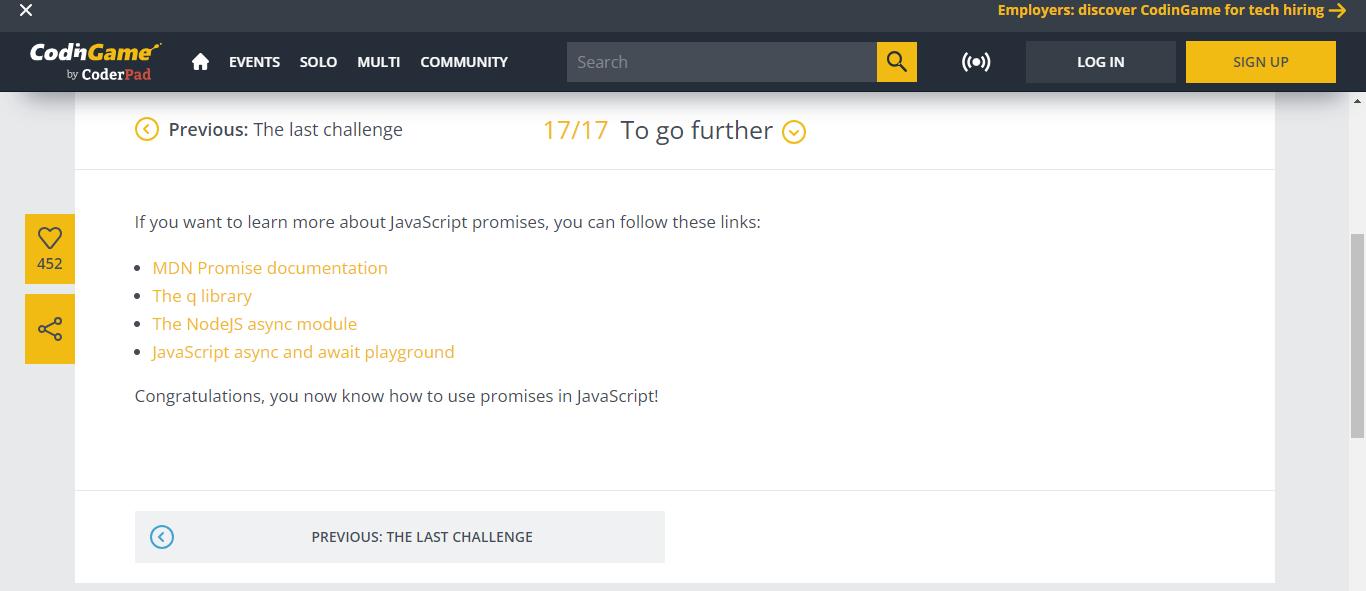 Employers: discover CodinGame for tech hiring
CodinGame
by CoderPad
EVENTS SOLO MULTI COMMUNITY
Search
LOG IN
SIGN UP
Previous: The last challenge
17/17 To go further
If you want to learn more about JavaScript promises, you can follow these links:
452
MDN Promise documentation
The q library
The NodeJS async module
JavaScript async and await playground
Congratulations, you now know how to use promises in JavaScript!
PREVIOUS: THE LAST CHALLENGE